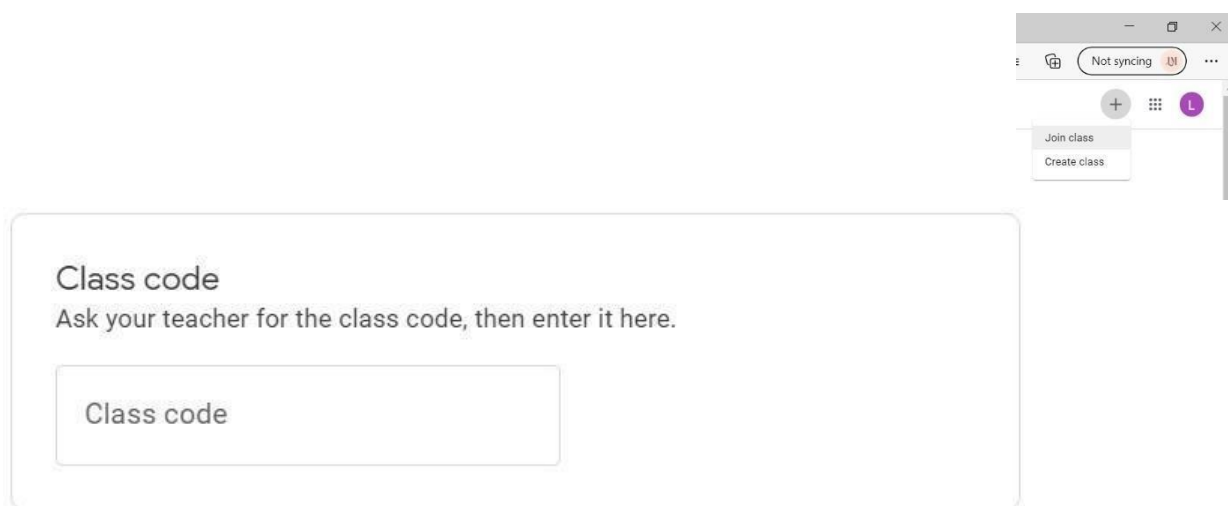 Not syncing
L
Join class
Create class
Class code
Ask your teacher for the class code, then enter it here.
Class code